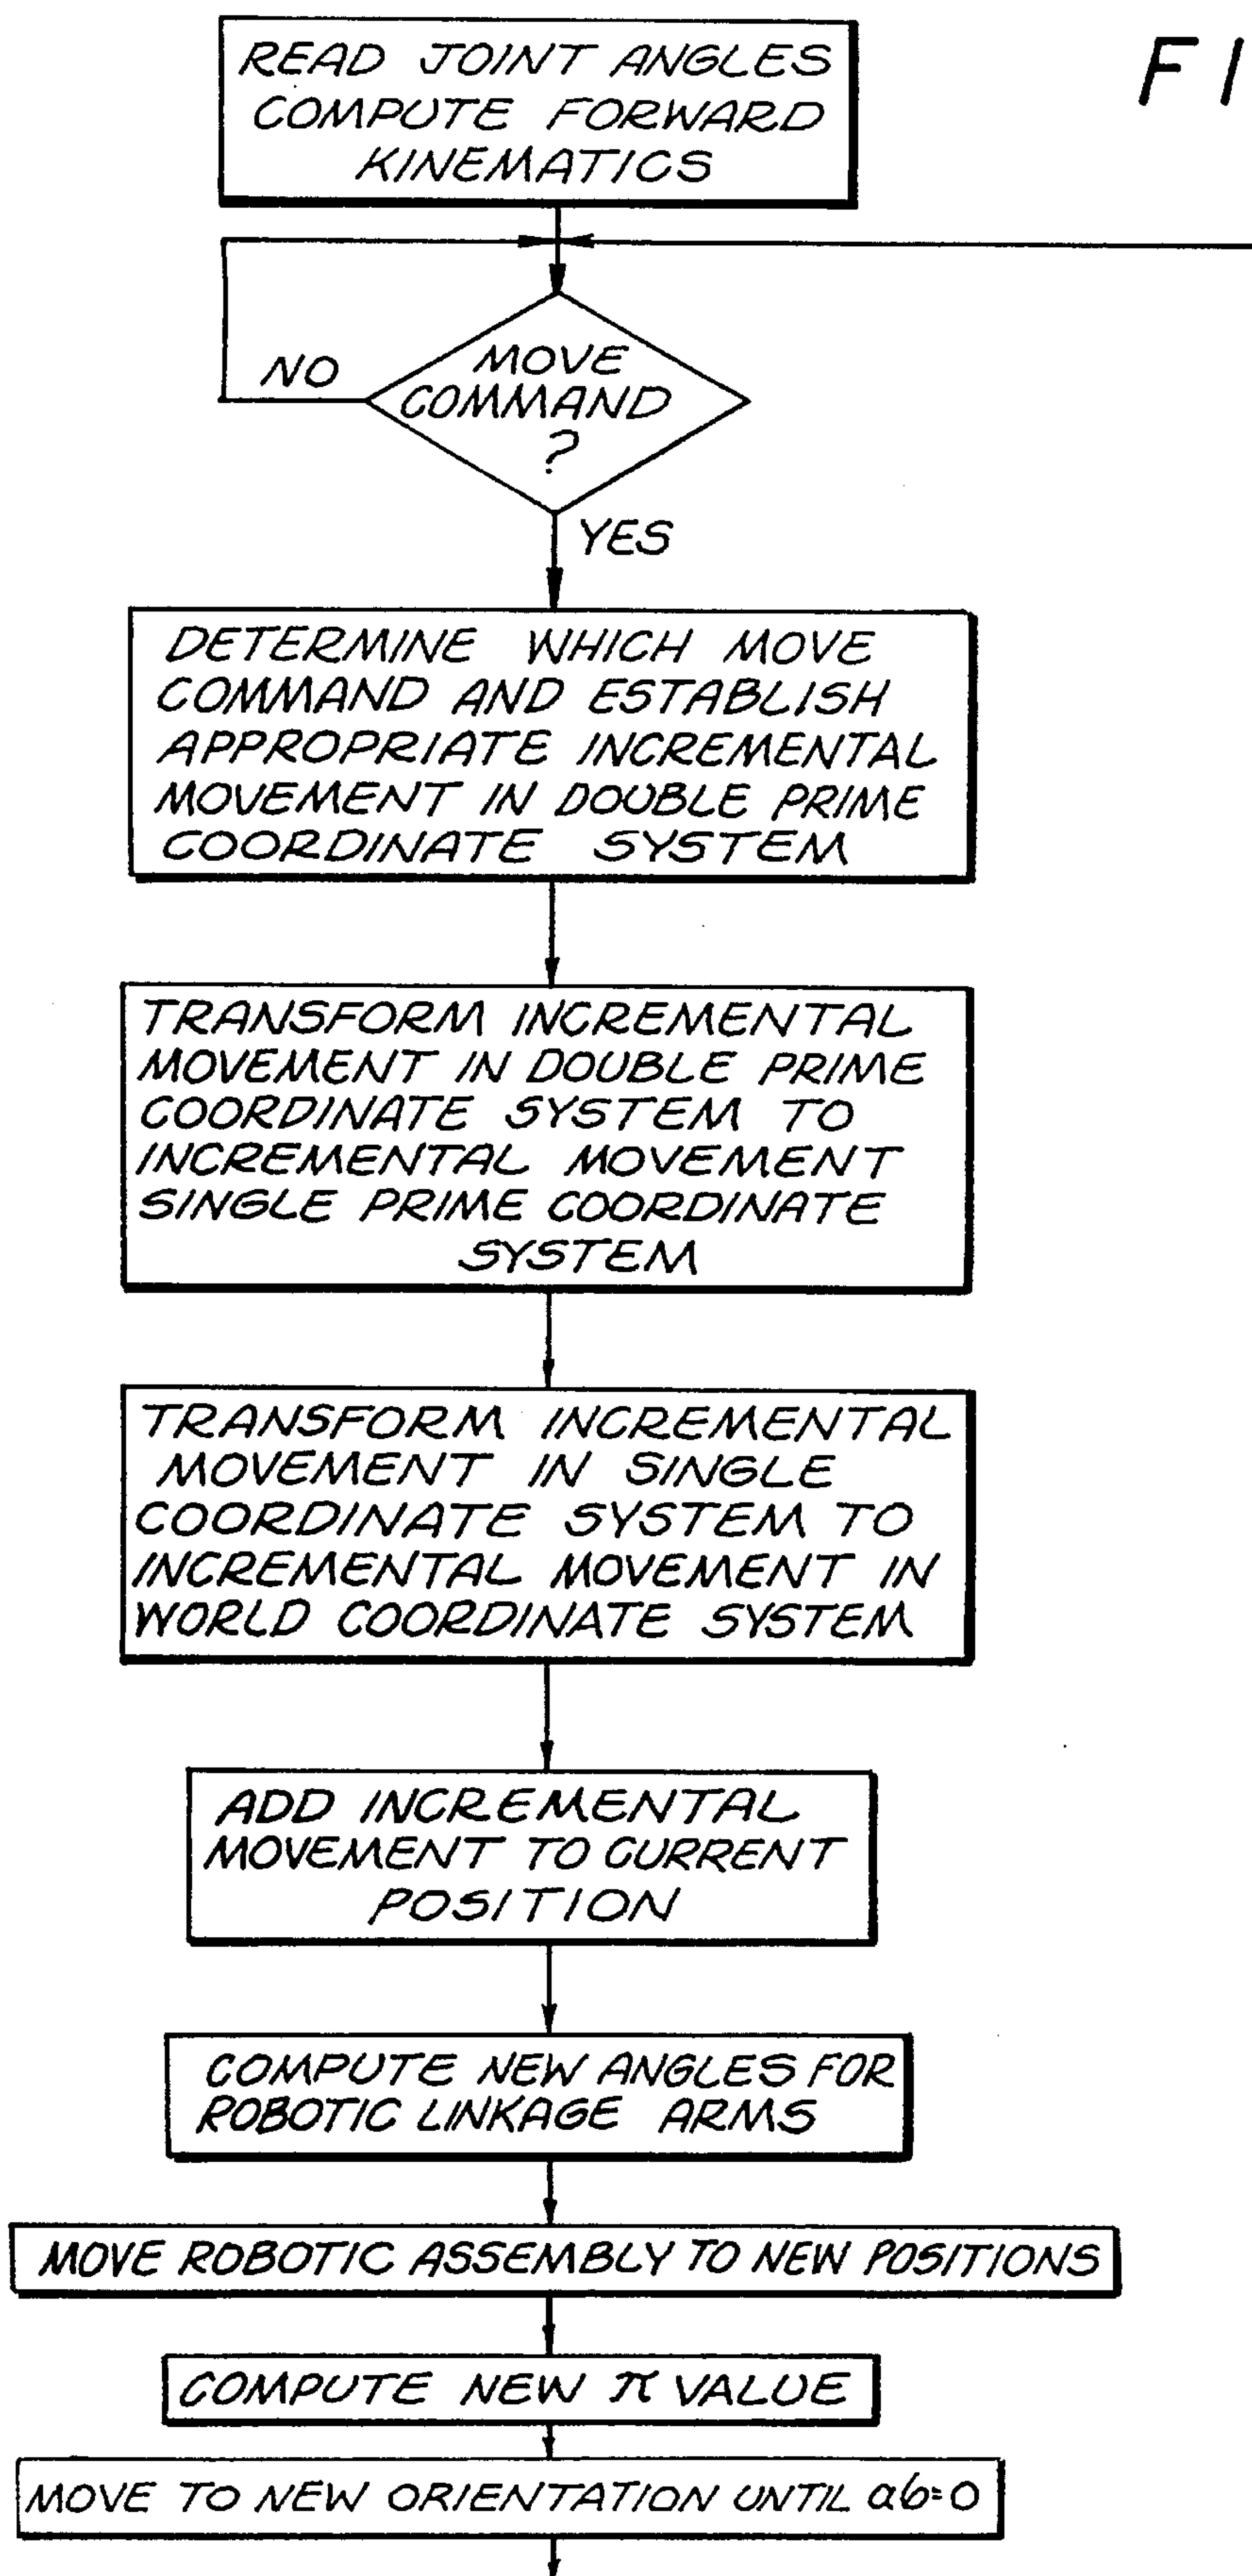 READ JOINT ANGLES
COMPUTE FORWARD
KINEMATICS
FI
MOVE
COMMAND
?
NO
YES
DETERMINE WHICH MOVE
COMMAND AND ESTABLISH
APPROPRIATE INCREMENTAL
MOVEMENT IN DOUBLE PRIME
COORDINATE SYSTEM
TRANSFORM INCREMENTAL
MOVEMENT IN DOUBLE PRIME
COORDINATE SYSTEM TO
INCREMENTAL MOVEMENT
SINGLE PRIME COORDINATE
SYSTEM
TRANSFORM INCREMENTAL
MOVEMENT IN SINGLE
COORDINATE SYSTEM TO
INCREMENTAL MOVEMENT IN
WORLD COORDINATE SYSTEM
ADD INCREMENTAL
MOVEMENT TO CURRENT
POSITION
COMPUTE NEW ANGLES FOR
ROBOTIC LINKAGE ARMS
MOVE ROBOTIC ASSEMBLY TO NEW POSITIONS
COMPUTE NEW π VALUE
MOVE TO NEW ORIENTATION UNTIL α6=0